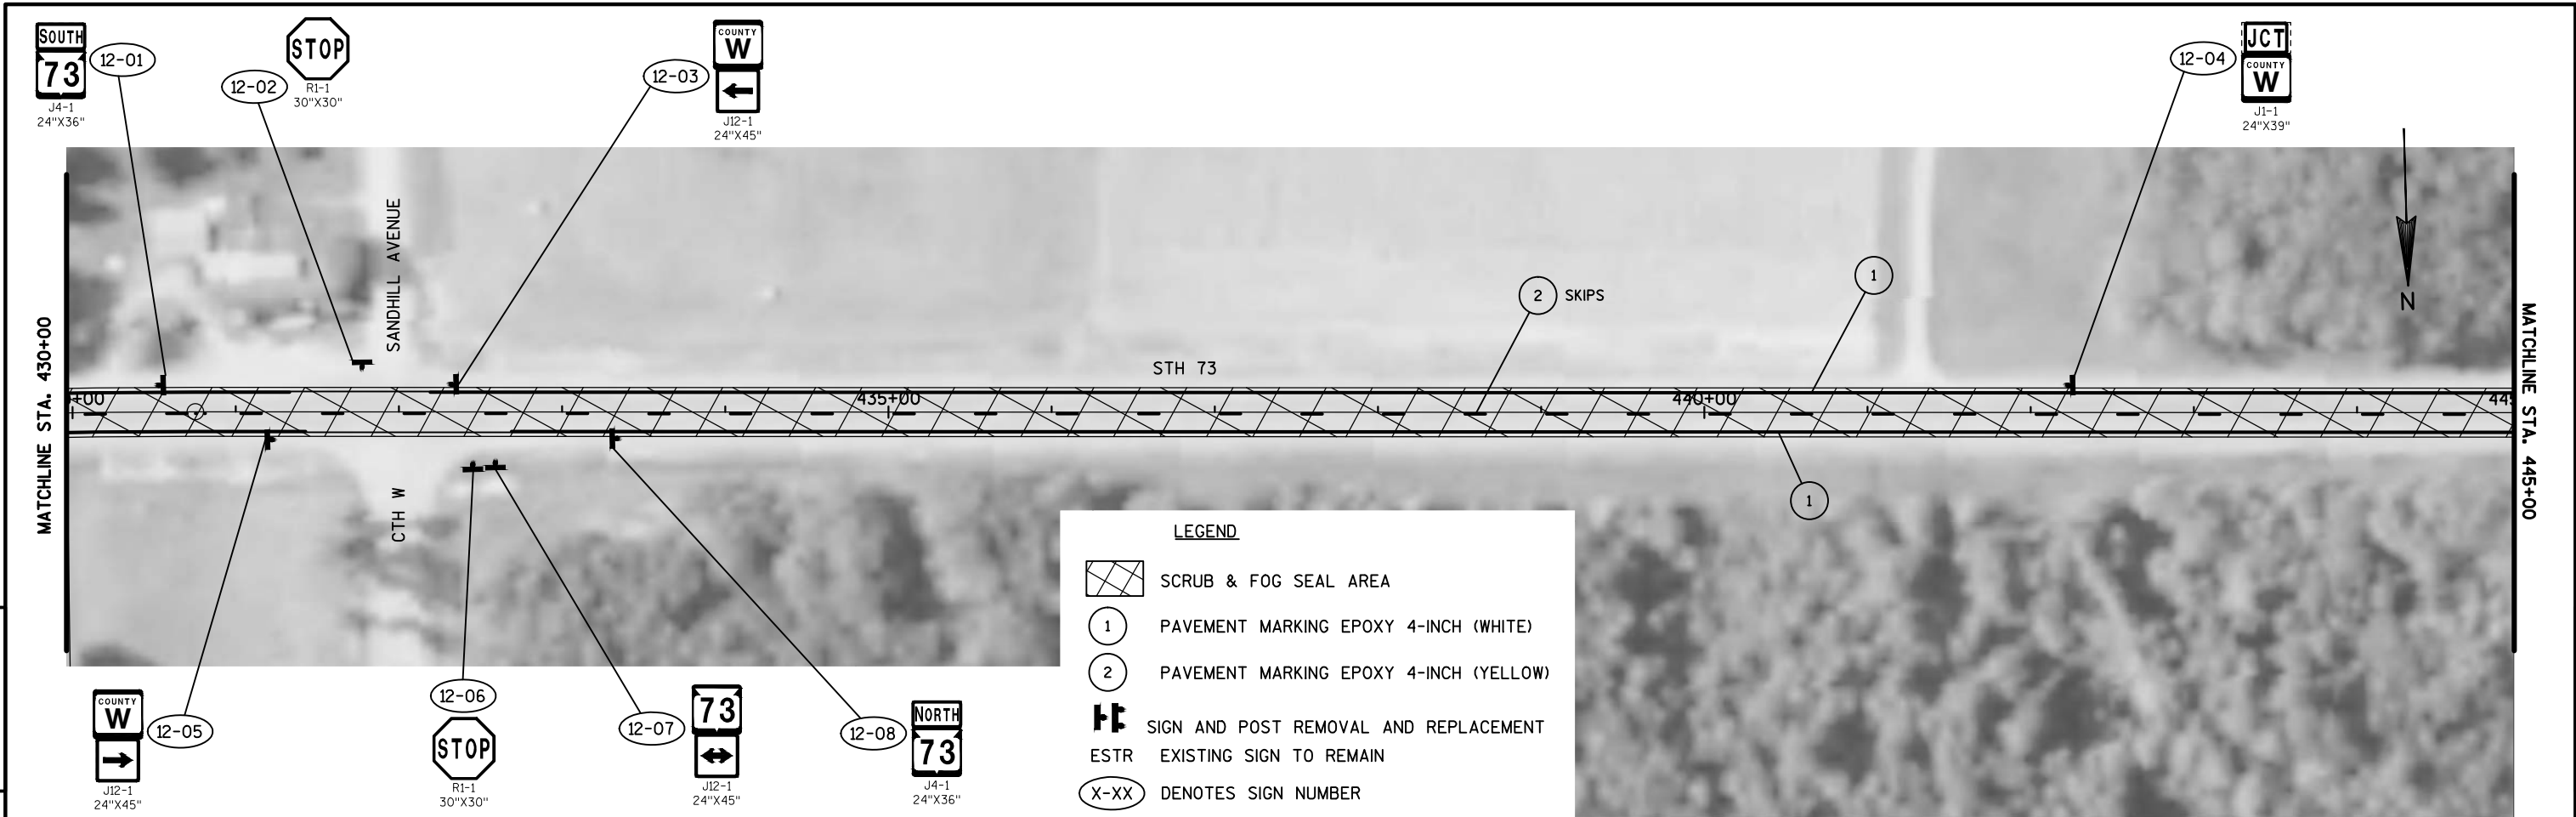 SOUTH
73
J4-1
24"X36"
12-01
12-02
STOP
R1-1
30"X30"
12-03
COUNTY
W
J12-1
24"X45"
12-04
JCT
COUNTY
W
J1-1
24"X39"
SANDHILL AVENUE
MATCHLINE STA. 430+00
2 SKIPS
1
N
MATCHLINE STA. 445+00
STH 73
+00
435+00
440+00
445
CTH W
1
COUNTY
W
J12-1
24"X45"
12-05
12-06
STOP
R1-1
30"X30"
12-07
73
J12-1
24"X45"
12-08
NORTH
73
J4-1
24"X36"
LEGEND
SCRUB & FOG SEAL AREA
1 PAVEMENT MARKING EPOXY 4-INCH (WHITE)
2 PAVEMENT MARKING EPOXY 4-INCH (YELLOW)
SIGN AND POST REMOVAL AND REPLACEMENT
ESTR EXISTING SIGN TO REMAIN
X-XX DENOTES SIGN NUMBER